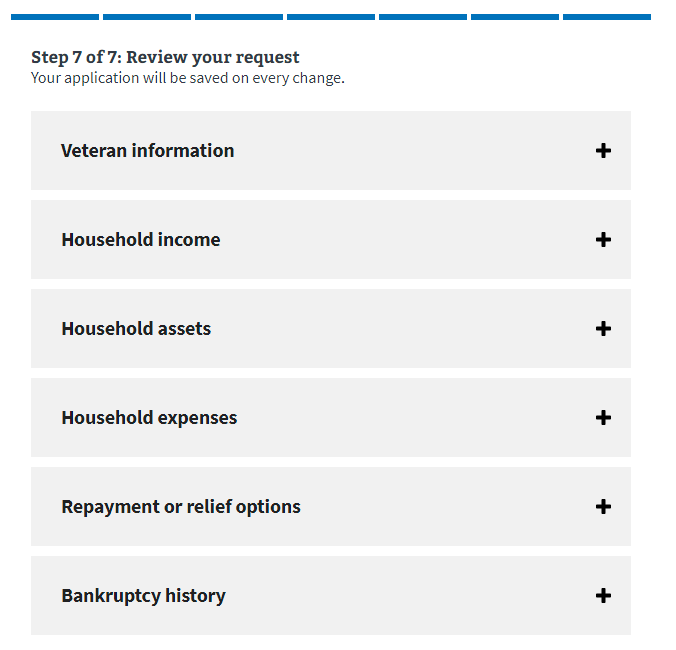 Step 7 of 7: Review your request
Your application will be saved on every change.
Veteran information
Household income
Household assets
Household expenses
Repayment or relief options
Bankruptcy history